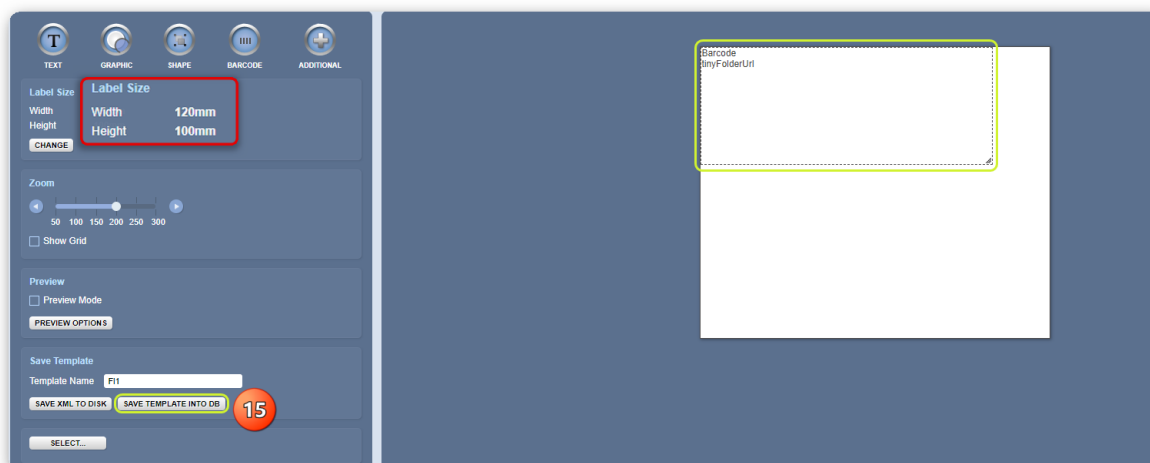 T
TEXT
GRAPHIC
SHAPE
BARCODE
ADDITIONAL
Label Size
Width
Height
CHANGE
Label Size
Width 120mm
Height 100mm
Zoom
50 100 150 200 250 300
Show Grid
Preview
Preview Mode
PREVIEW OPTIONS
Save Template
Template Name FI1
SAVE XML TO DISK SAVE TEMPLATE INTO DB 15
SELECT...
Barcode
tinyFolderUrl